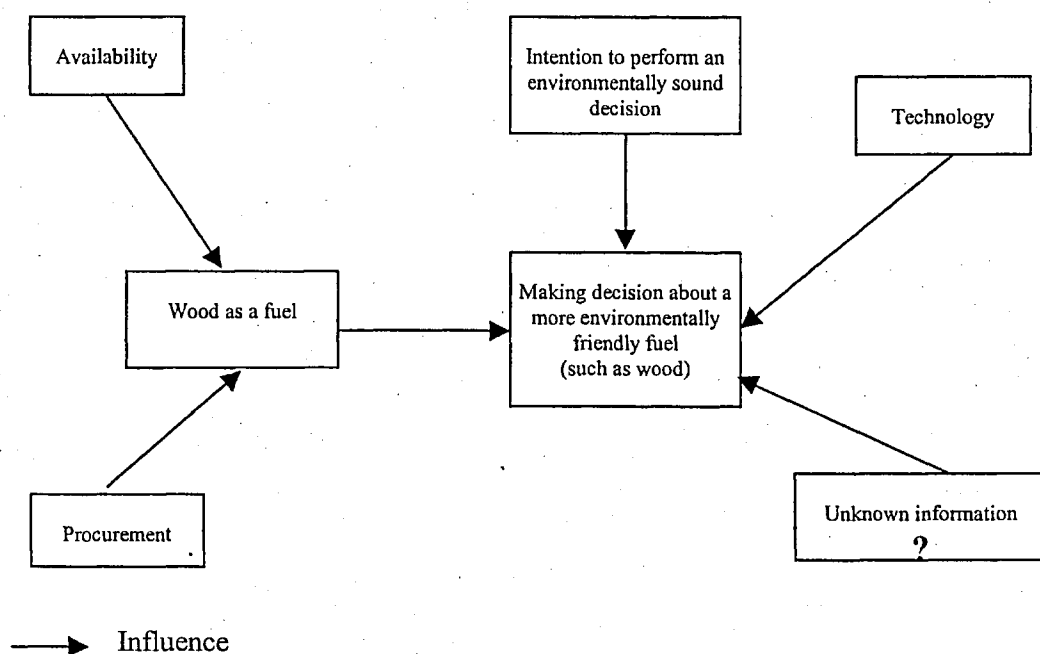 Availability
Intention to perform an
environmentally sound
decision
Technology
Wood as a fuel
Making decision about a
more environmentally
friendly fuel
(such as wood)
Procurement
Unknown information
?
Influence